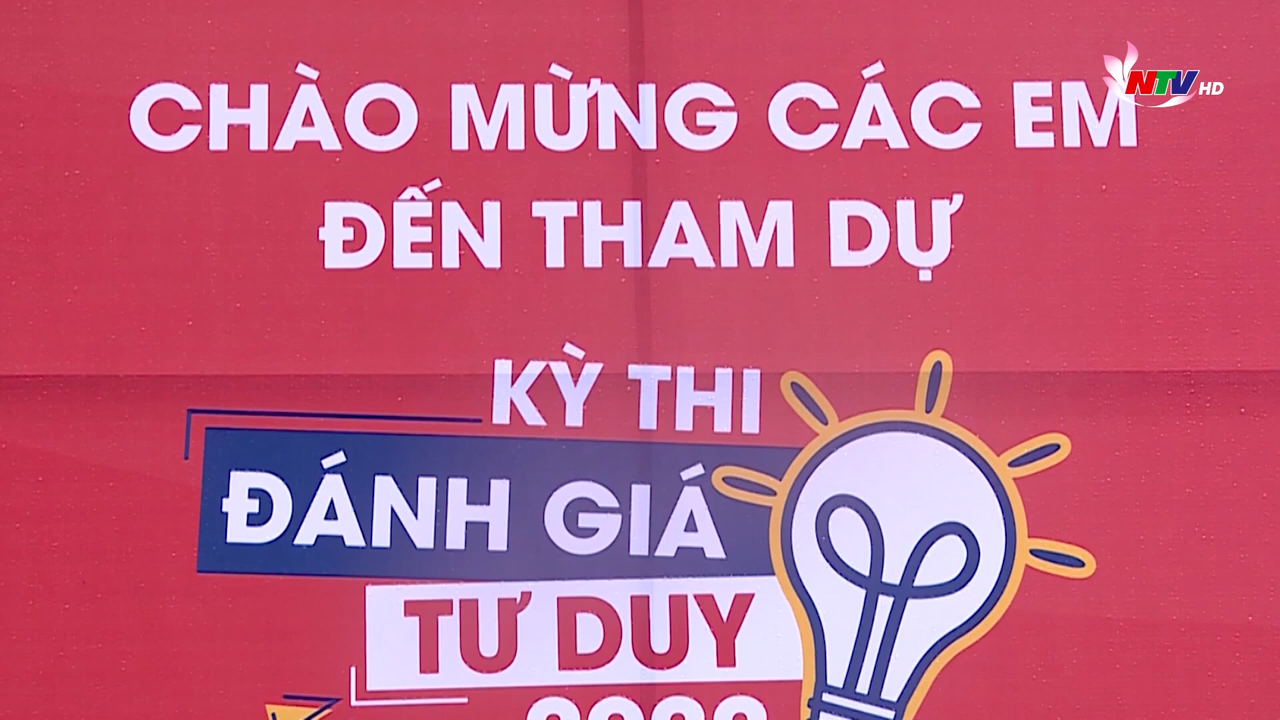 NTV HD
CHÀO MỪNG CÁC EM
ĐẾN THAM DỰ
KỲ THI
ĐÁNH GIÁ
TƯ DUY